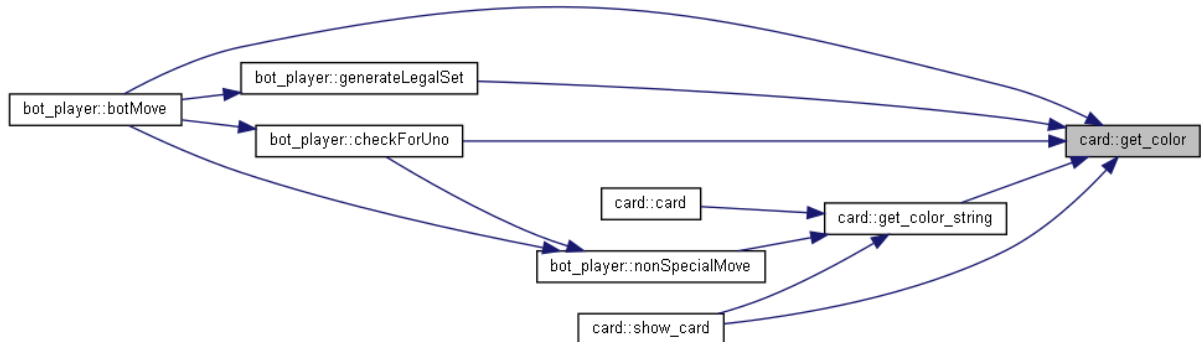 bot_player::generateLegalSet
bot_player::botMove
bot_player::checkForUno
card::get_color
card::card
card::get_color_string
bot_player::nonSpecialMove
card::show_card